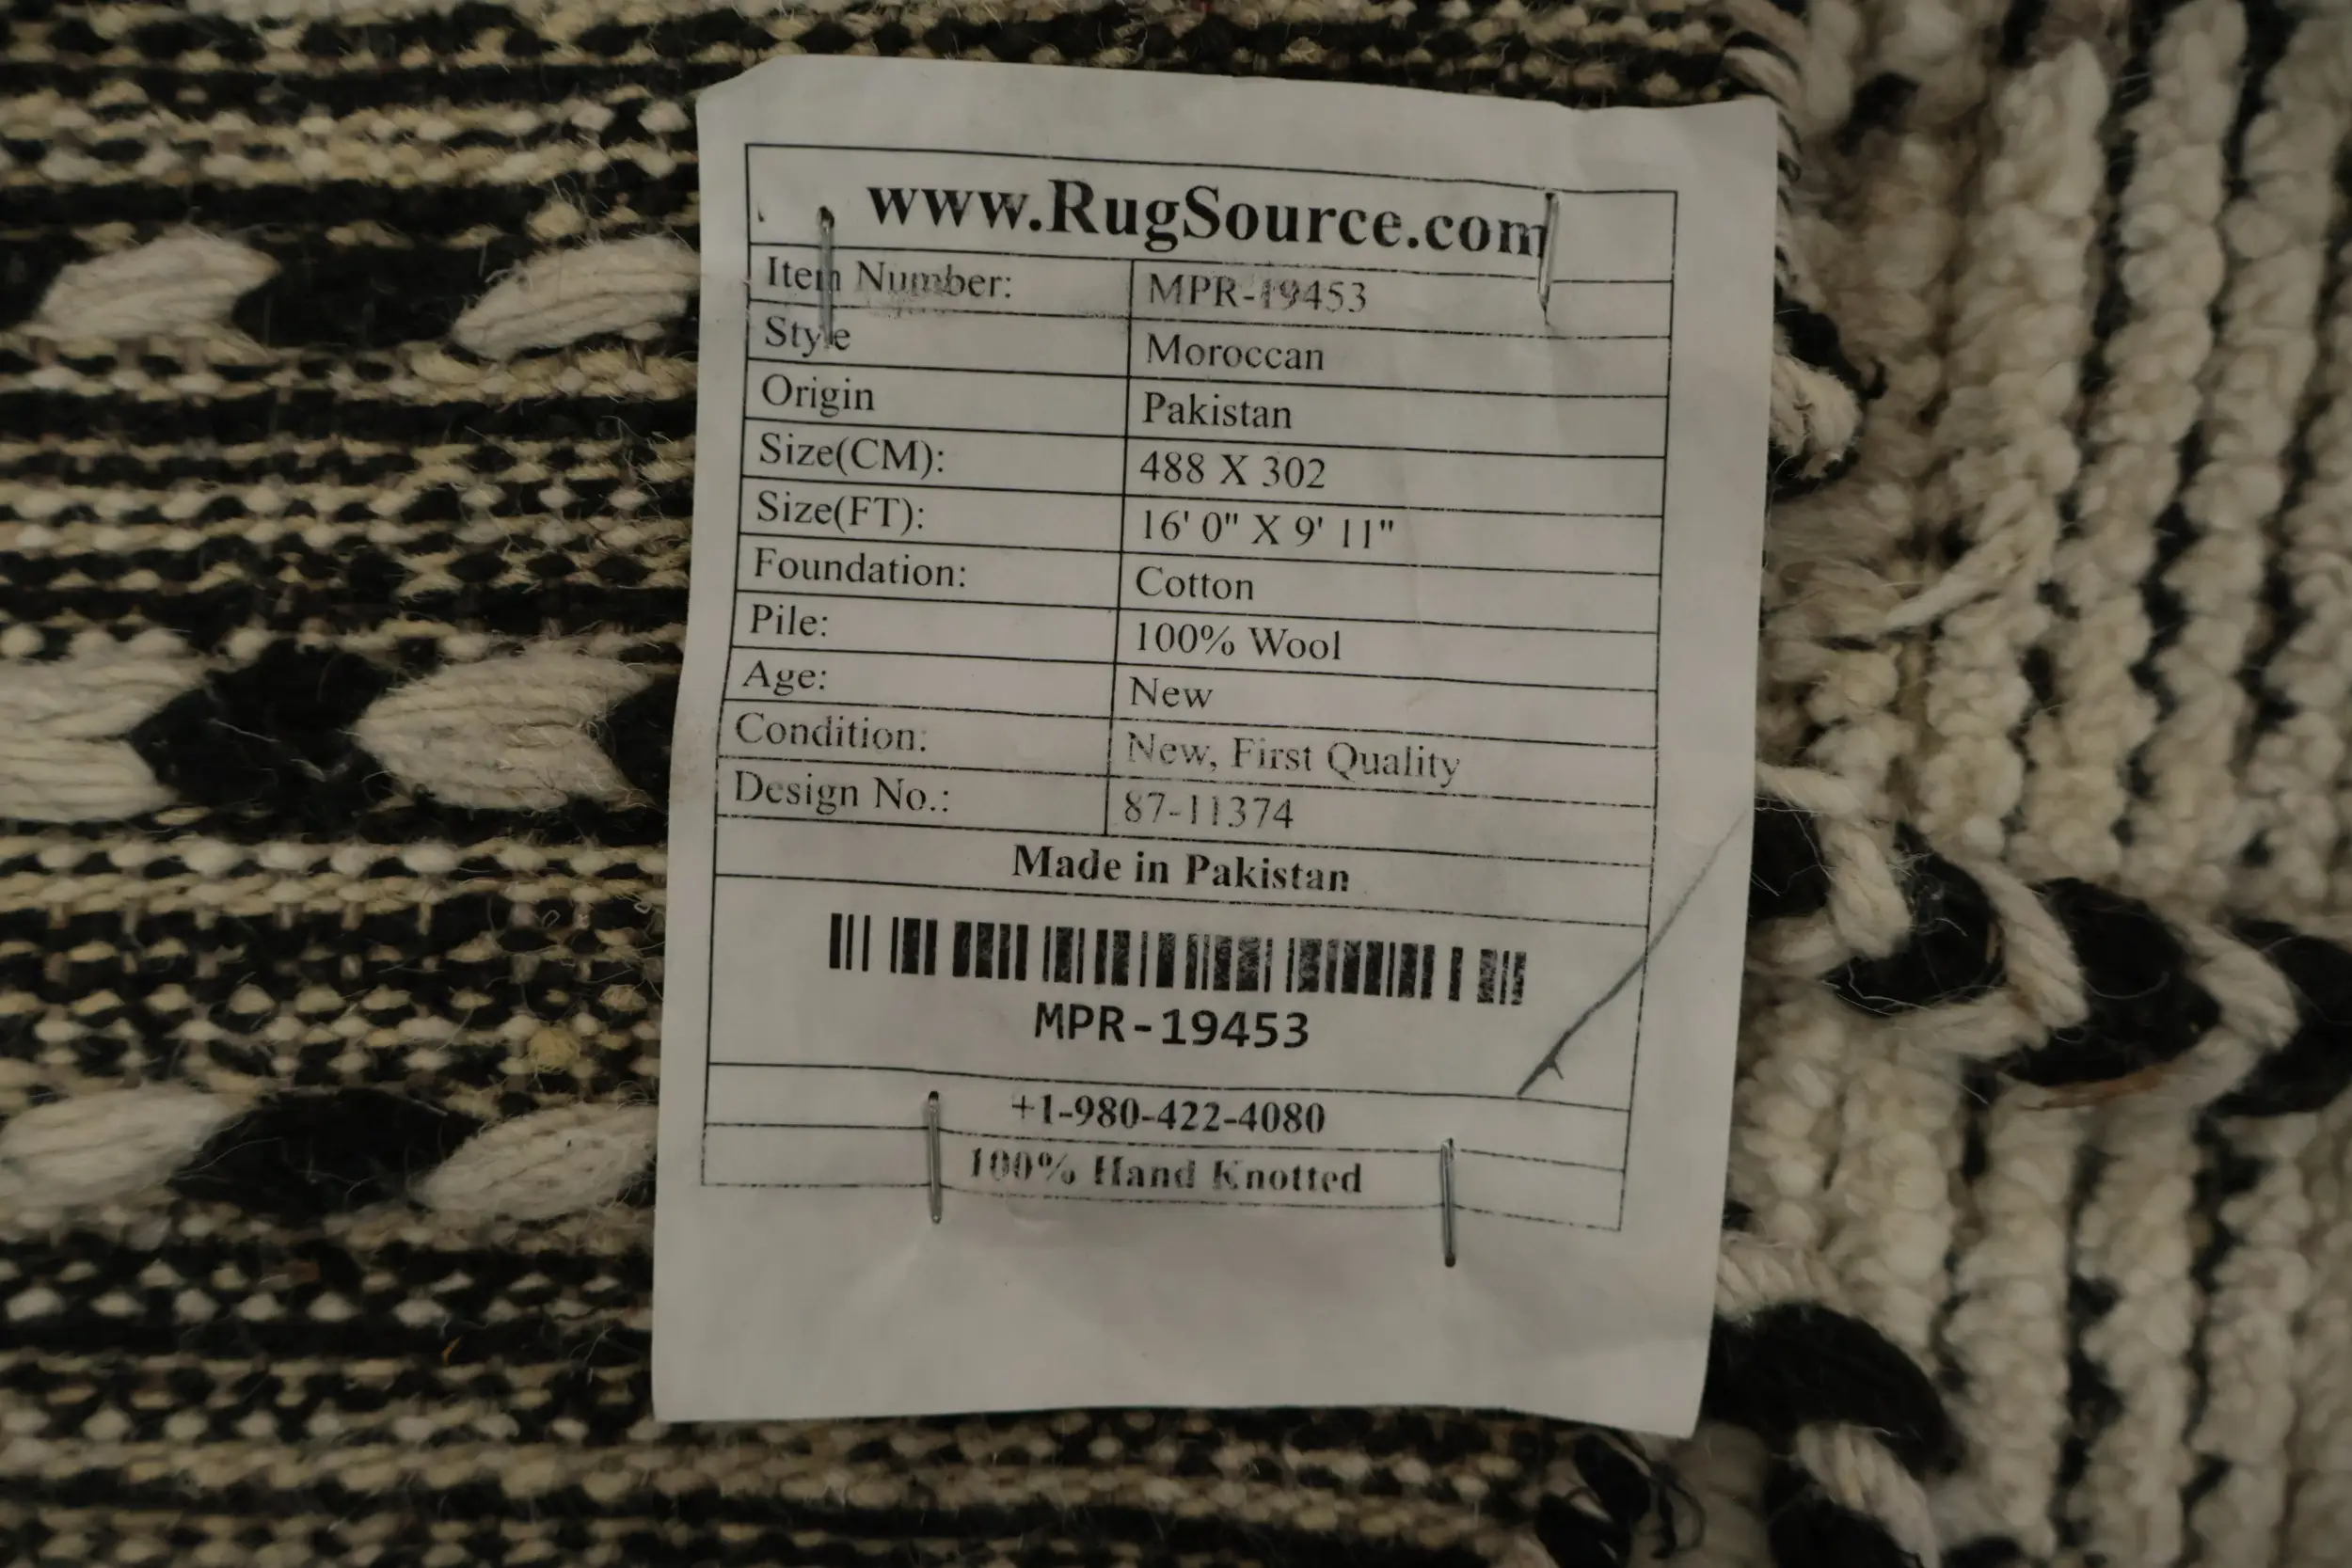 www.RugSource.com
Item Number: MPR-19453
Style Moroccan
Origin Pakistan
Size(CM): 488 X 302
Size(FT): 16' 0" X 9' 11"
Foundation: Cotton
Pile: 100% Wool
Age: New
Condition: New, First Quality
Design No.: 87-11374
Made in Pakistan
MPR-19453
+1-980-422-4080
100% Hand Knotted